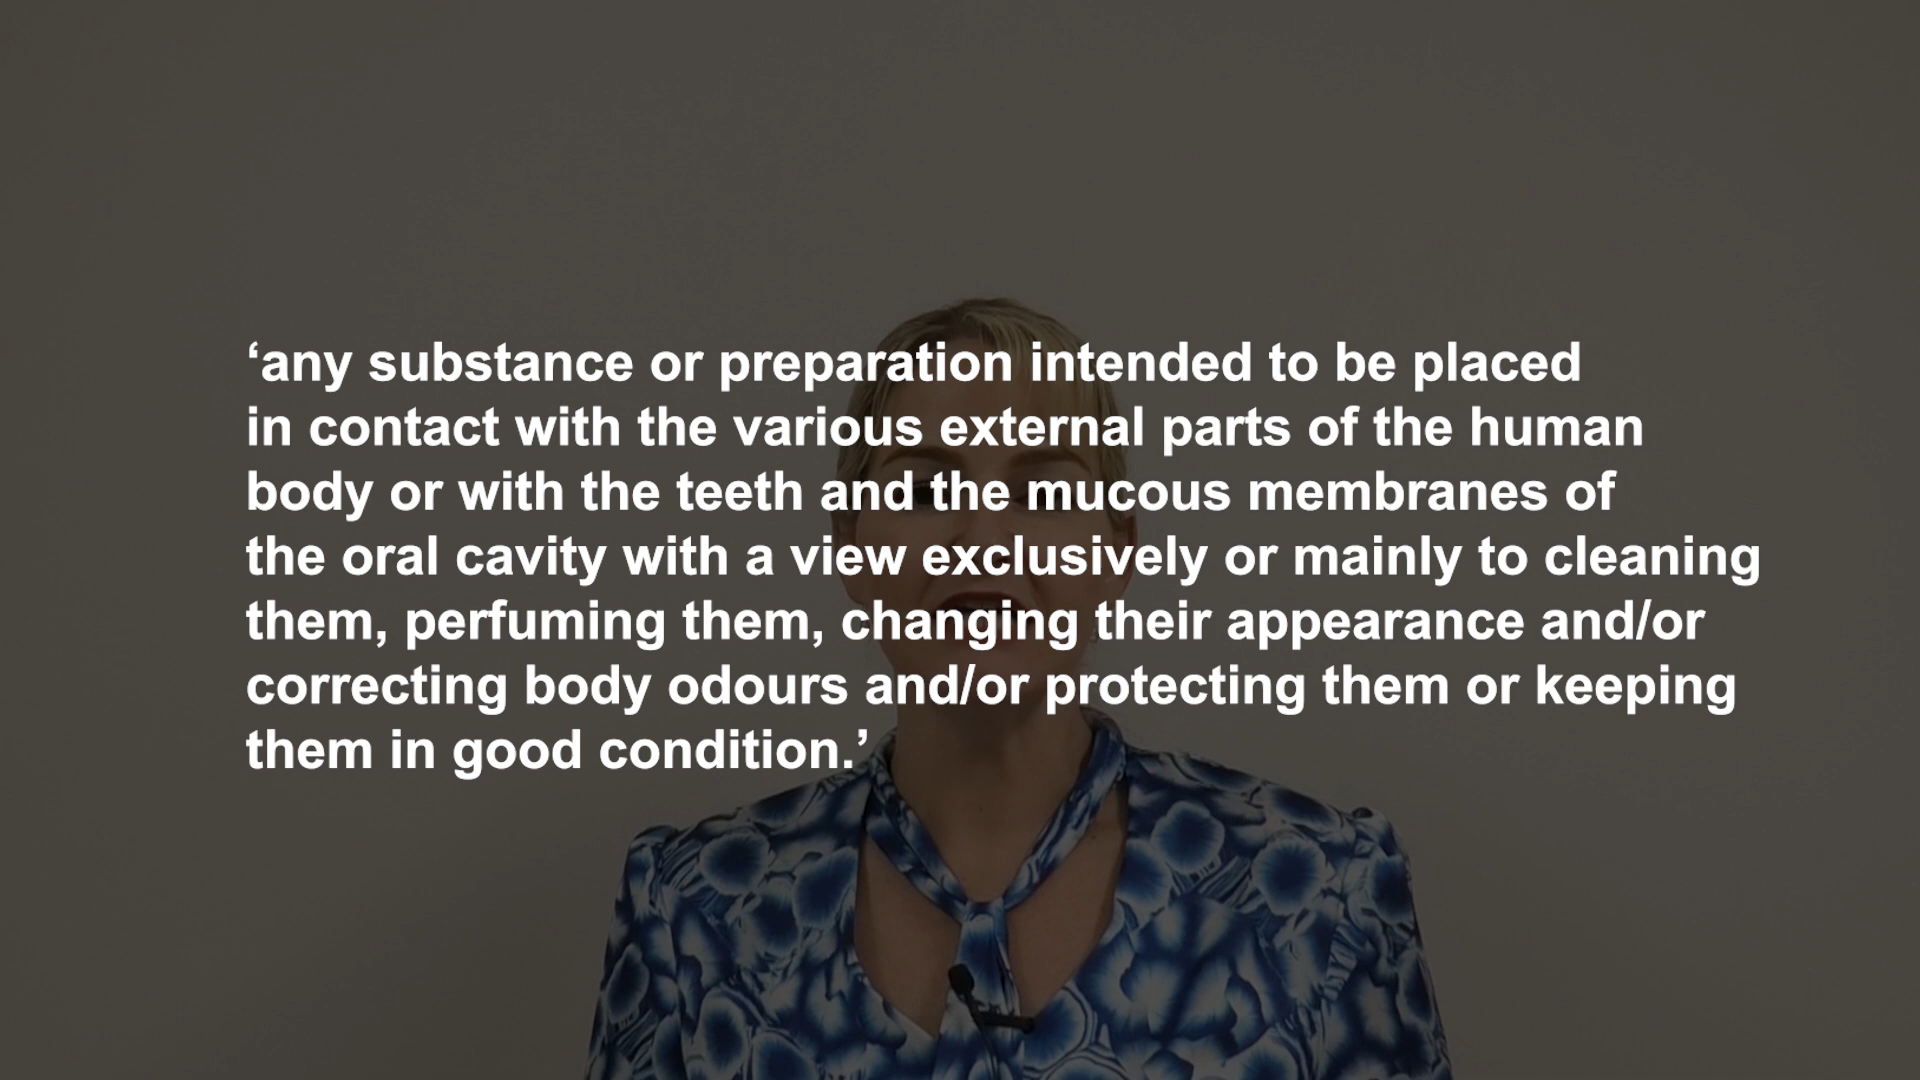 ‘any substance or preparation intended to be placed
in contact with the various external parts of the human
body or with the teeth and the mucous membranes of
the oral cavity with a view exclusively or mainly to cleaning
them, perfuming them, changing their appearance and/or
correcting body odours and/or protecting them or keeping
them in good condition.’